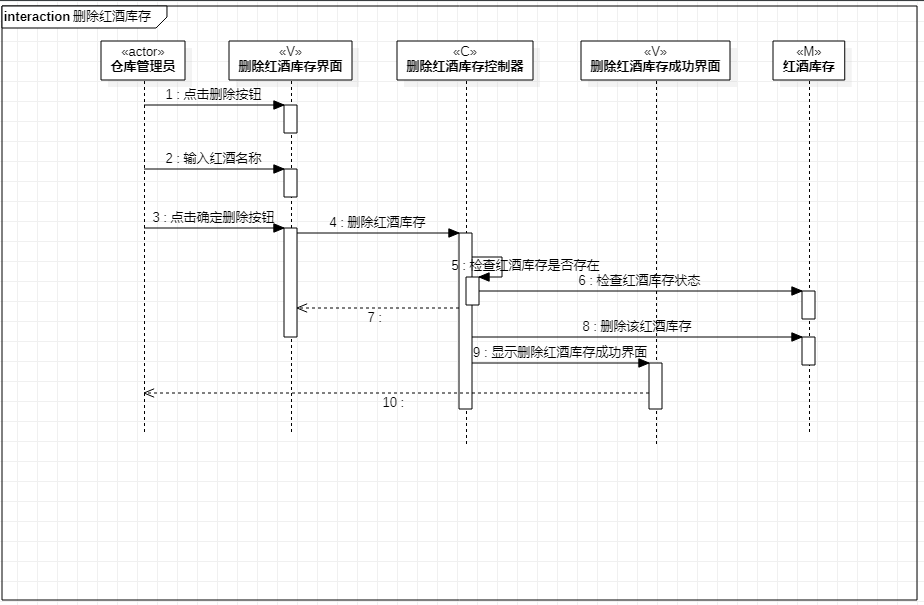 interaction 删除红酒库存
«actor»
仓库管理员
«V»
删除红酒库存界面
«C»
删除红酒库存控制器
«V»
删除红酒库存成功界面
«M»
红酒库存
1 : 点击删除按钮
2 : 输入红酒名称
3 : 点击确定删除按钮
4 : 删除红酒库存
5 : 检查红酒库存是否存在
6 : 检查红酒库存状态
7 :
8 : 删除该红酒库存
9 : 显示删除红酒库存成功界面
10 :